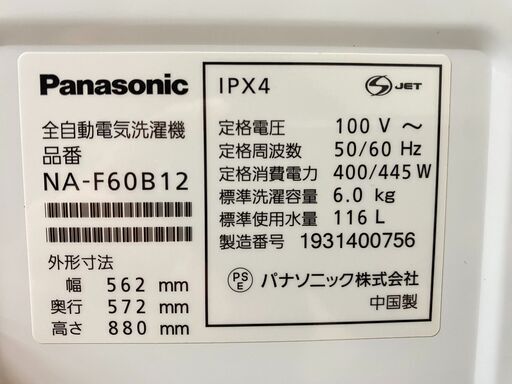 Panasonic
全自動電気洗濯機
品番
NA-F60B12
外形寸法
幅 562 mm
奥行 572 mm
高さ 880 mm
IPX4
S JET
定格電圧 100 V ～
定格周波数 50/60 Hz
定格消費電力 400/445 W
標準洗濯容量 6.0 kg
標準使用水量 116 L
製造番号 1931400756
PS E パナソニック株式会社
中国製